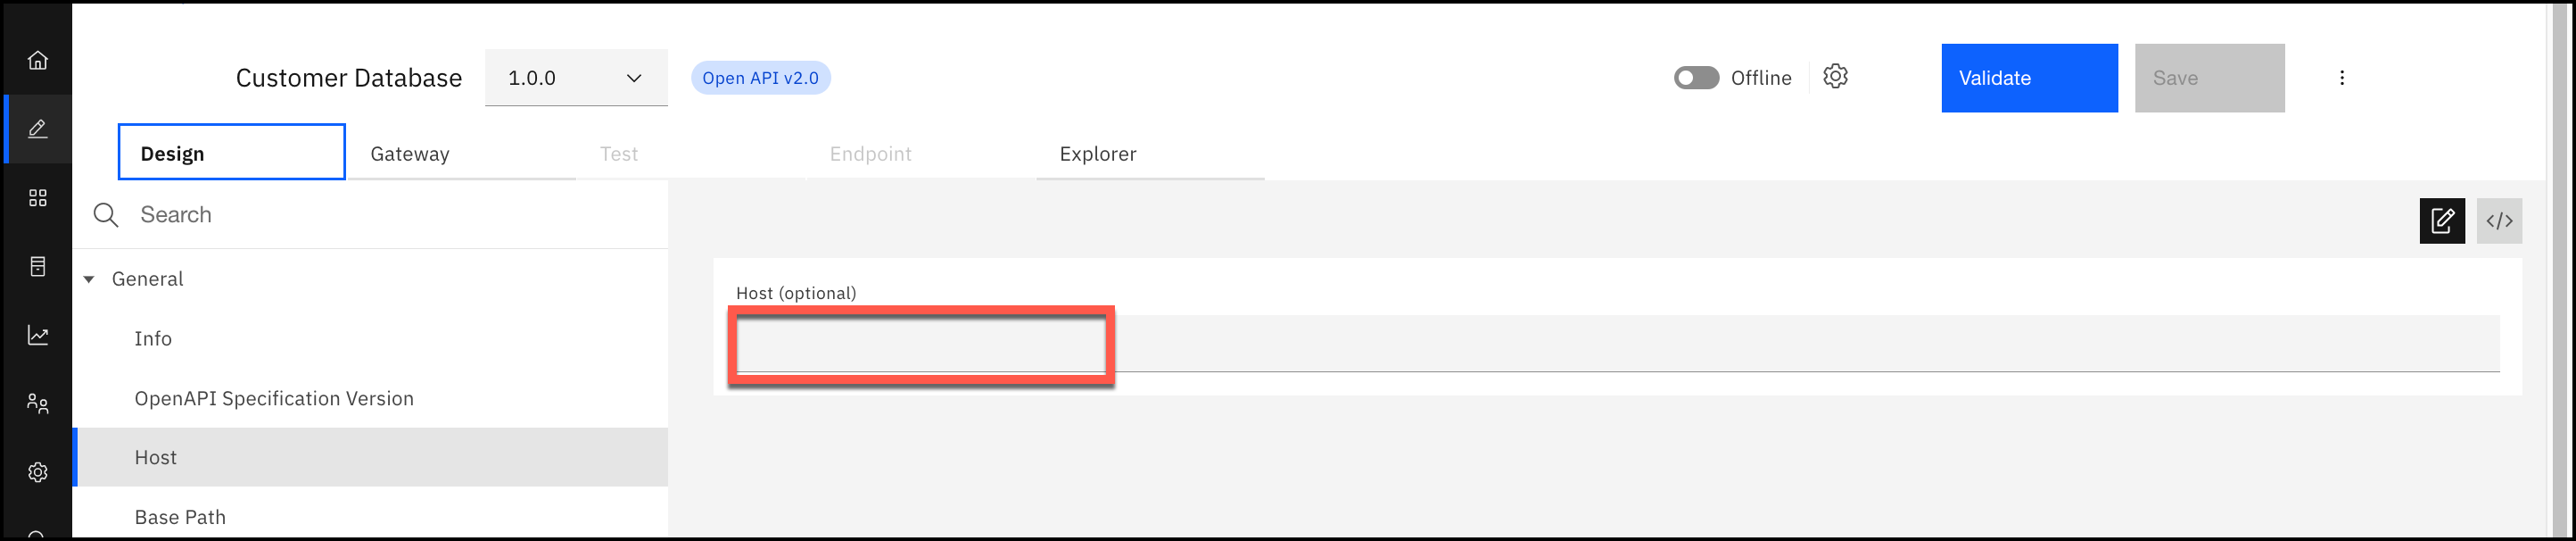 Customer Database
1.0.0
Open API v2.0
Offline
Validate
Save
Design
Gateway
Test
Endpoint
Explorer
Search
General
Info
OpenAPI Specification Version
Host
Base Path
Host (optional)